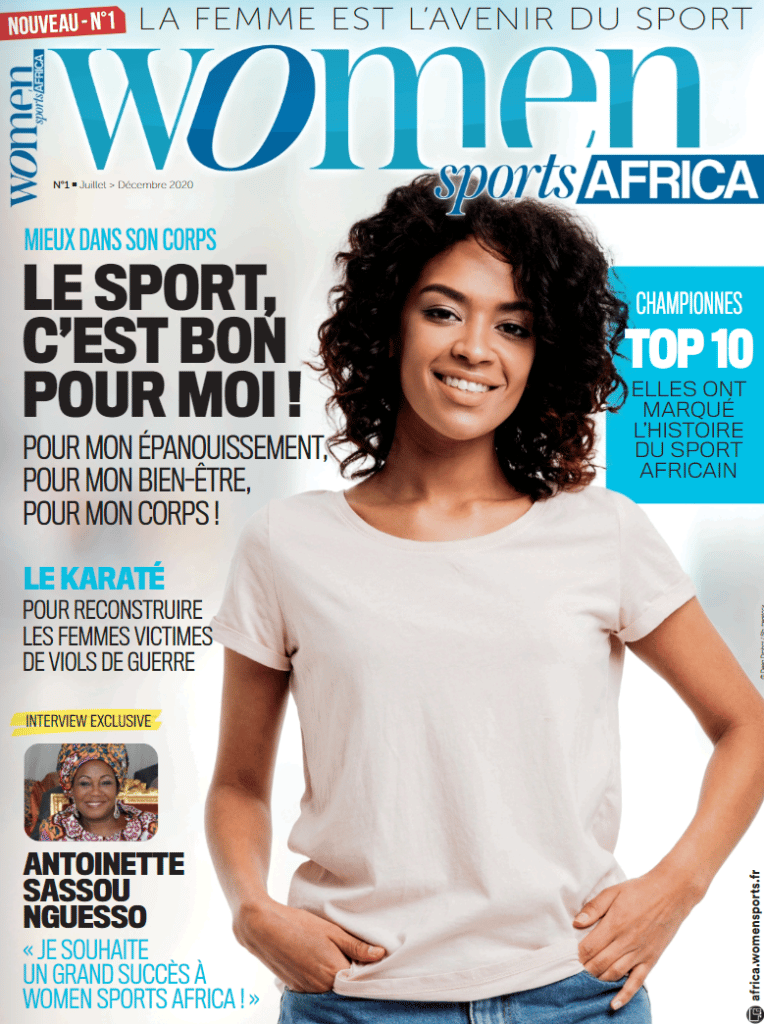 NOUVEAU - N°1
LA FEMME EST L'AVENIR DU SPORT
women
sports/AFRICA
women
sports/AFRICA
N°1 ■ Juillet > Décembre 2020
MIEUX DANS SON CORPS
LE SPORT,
C'EST BON
POUR MOI !
POUR MON ÉPANOUISSEMENT,
POUR MON BIEN-ÊTRE,
POUR MON CORPS !
CHAMPIONNES
TOP 10
ELLES ONT
MARQUÉ
L'HISTOIRE
DU SPORT
AFRICAIN
LE KARATÉ
POUR RECONSTRUIRE
LES FEMMES VICTIMES
DE VIOLS DE GUERRE
INTERVIEW EXCLUSIVE
ANTOINETTE
SASSOU
NGUESSO
« JE SOUHAITE
UN GRAND SUCCÈS À
WOMEN SPORTS AFRICA ! »
africa.womensports.fr